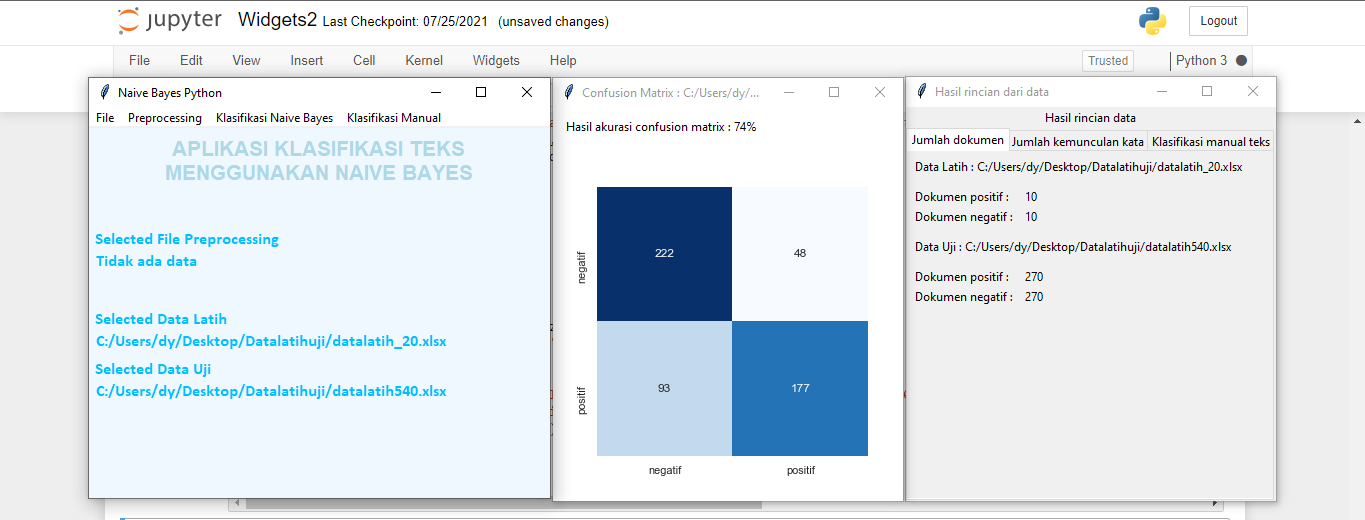 jupyter Widgets2 Last Checkpoint: 07/25/2021 (unsaved changes) Logout
File Edit View Insert Cell Kernel Widgets Help Trusted Python 3
Naive Bayes Python
File Preprocessing Klasifikasi Naive Bayes Klasifikasi Manual
APLIKASI KLASIFIKASI TEKS
MENGGUNAKAN NAIVE BAYES
Selected File Preprocessing
Tidak ada data
Selected Data Latih
C:/Users/dy/Desktop/Datalatihuji/datalatih_20.xlsx
Selected Data Uji
C:/Users/dy/Desktop/Datalatihuji/datalatih540.xlsx
Confusion Matrix : C:/Users/dy/...
Hasil akurasi confusion matrix : 74%
negatif
222 48
positif
93 177
negatif positif
Hasil rincian dari data
Hasil rincian data
Jumlah dokumen Jumlah kemunculan kata Klasifikasi manual teks
Data Latih : C:/Users/dy/Desktop/Datalatihuji/datalatih_20.xlsx
Dokumen positif : 10
Dokumen negatif : 10
Data Uji : C:/Users/dy/Desktop/Datalatihuji/datalatih540.xlsx
Dokumen positif : 270
Dokumen negatif : 270